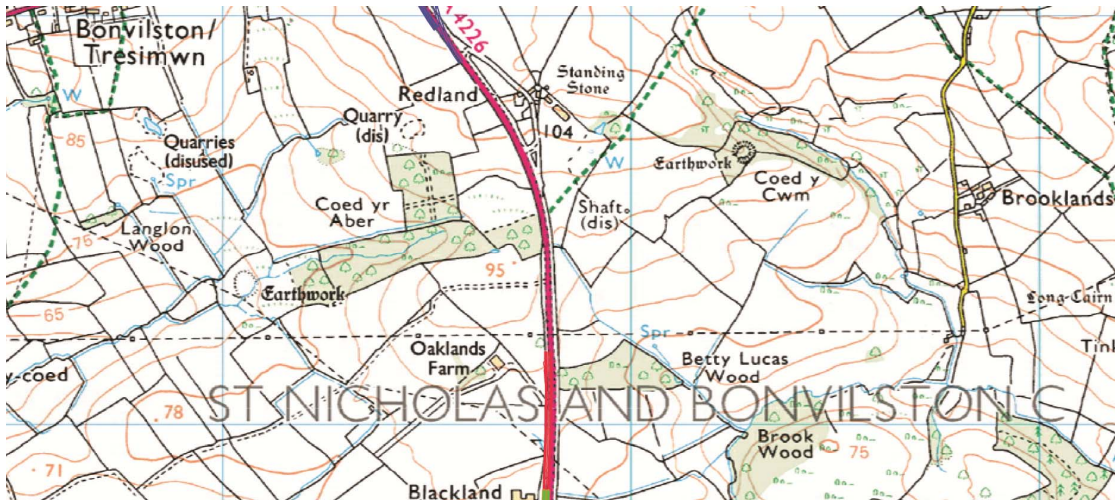 A4226
Bonvilston/
Tresimwn
W
85
Quarries
(disused)
Spr
Langlon
Wood
75
65
Quarry
(dis)
Redland
Standing
Stone
104
W
Coed yr
Aber
Earthwork
95
Shaft
(dis)
Earthwork
Coed y
Cwm
Brooklands
Long Cairn
Tink
Spr
Oaklands
Farm
Betty Lucas
Wood
y-coed
ST NICHOLAS AND BONVILSTON C
78
71
Brook
Wood
75
Blackland